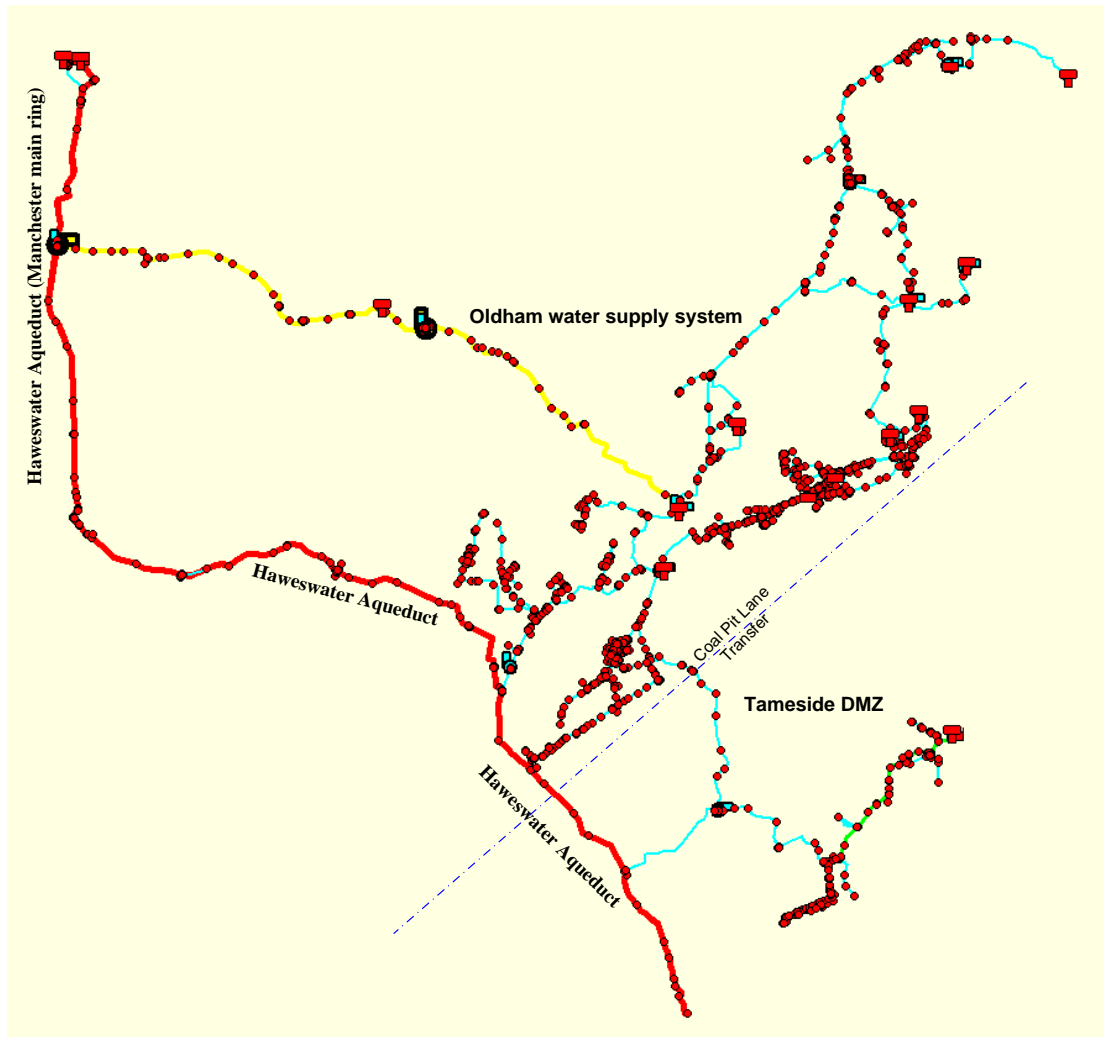 Haweswater Aqueduct (Manchester main ring)
Oldham water supply system
Haweswater Aqueduct
Coal Pit Lane
Transfer
Tameside DMZ
Haweswater Aqueduct